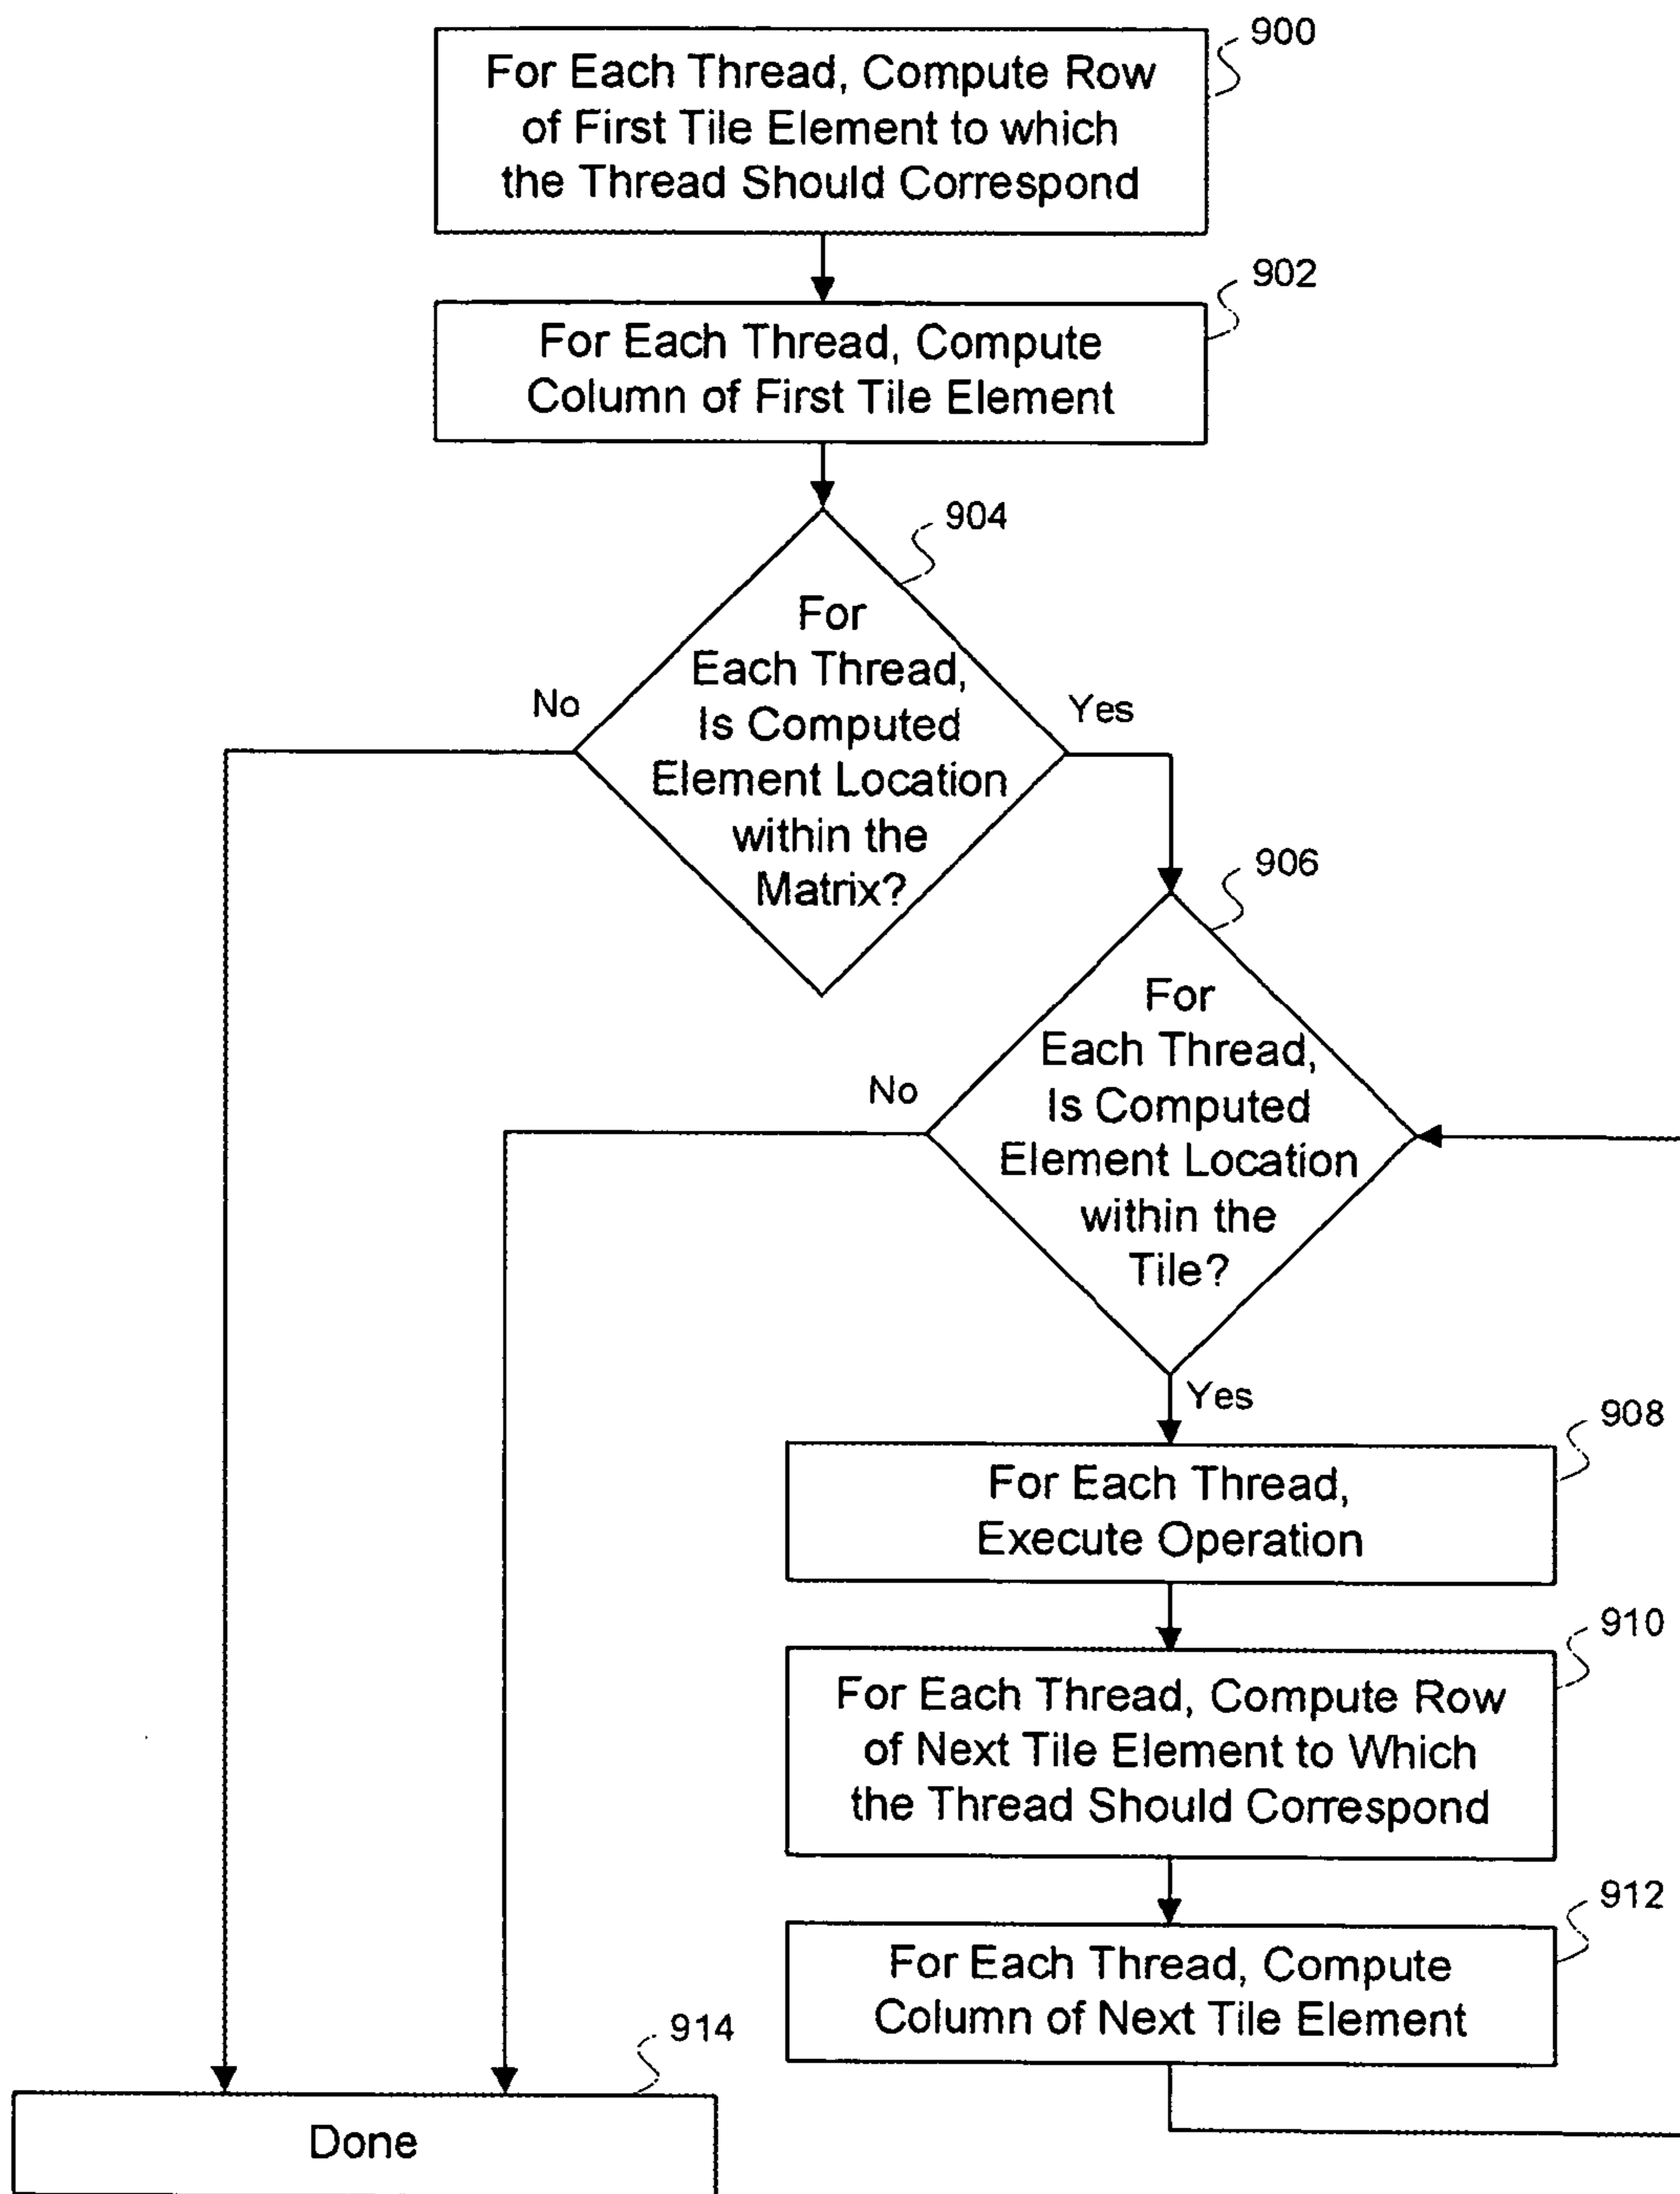 900
For Each Thread, Compute Row
of First Tile Element to which
the Thread Should Correspond
902
For Each Thread, Compute
Column of First Tile Element
904
For
Each Thread,
Is Computed
Element Location
within the
Matrix?
No
Yes
906
For
Each Thread,
Is Computed
Element Location
within the
Tile?
No
Yes
908
For Each Thread,
Execute Operation
910
For Each Thread, Compute Row
of Next Tile Element to Which
the Thread Should Correspond
912
For Each Thread, Compute
Column of Next Tile Element
914
Done